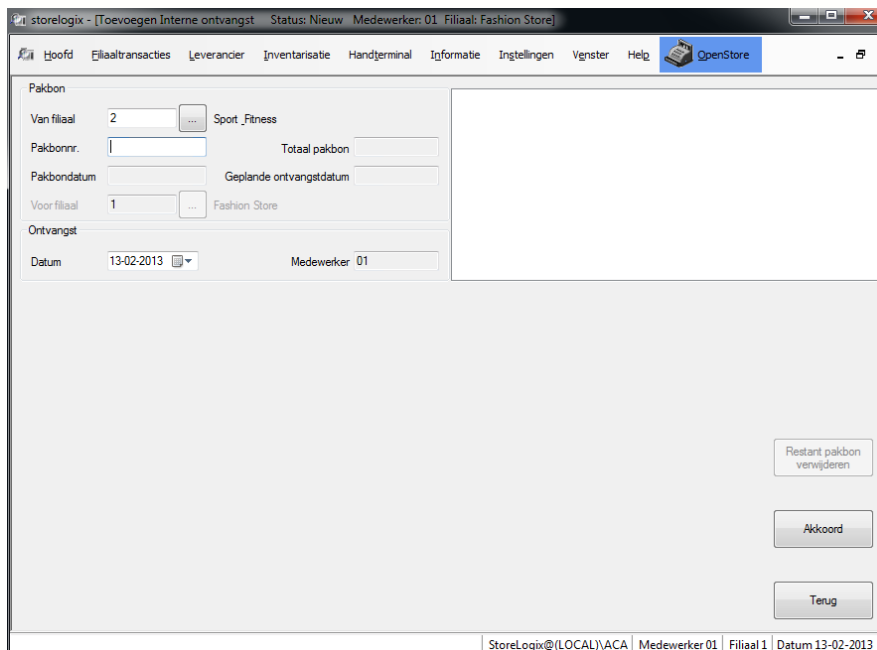 storelogix - [Toevoegen Interne ontvangst Status: Nieuw Medewerker: 01 Filiaal: Fashion Store]
Hoofd Filiaaltransacties Leverancier Inventarisatie Handterminal Informatie Instellingen Venster Help OpenStore
Pakbon
Van filiaal 2 ... Sport_Fitness
Pakbonnr. Totaal pakbon
Pakbondatum Geplande ontvangstdatum
Voor filiaal 1 ... Fashion Store
Ontvangst
Datum 13-02-2013 Medewerker 01
Restant pakbon
verwijderen
Akkoord
Terug
StoreLogix@(LOCAL)\ACA Medewerker 01 Filiaal 1 Datum 13-02-2013